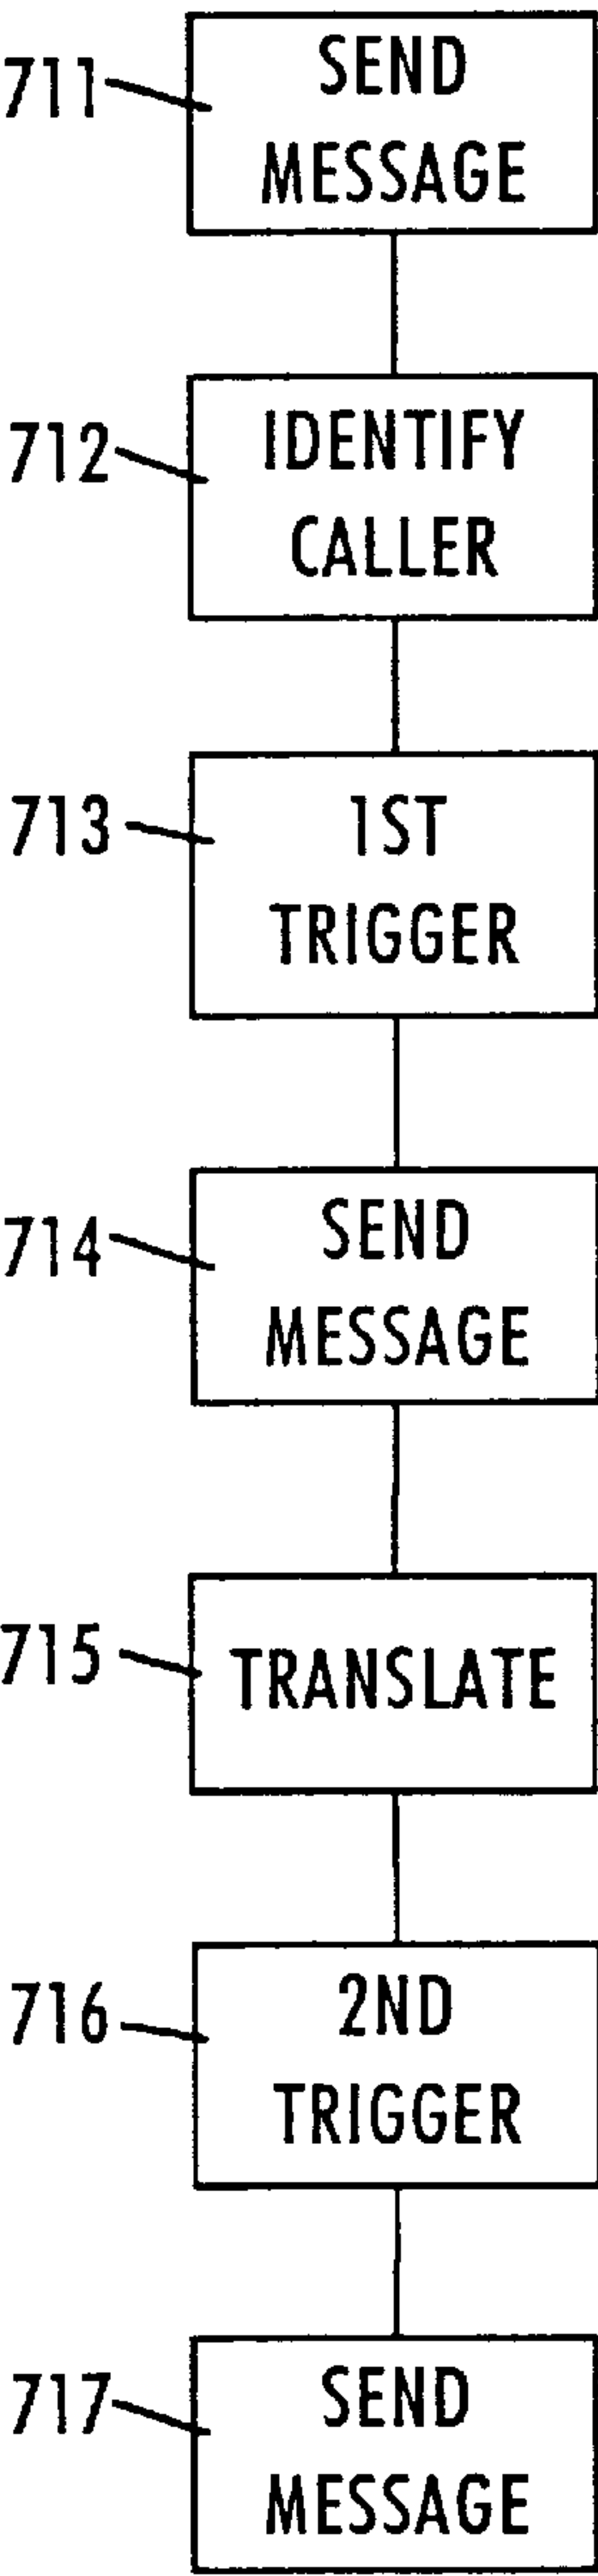 711
SEND
MESSAGE
712
IDENTIFY
CALLER
713
1ST
TRIGGER
714
SEND
MESSAGE
715
TRANSLATE
716
2ND
TRIGGER
717
SEND
MESSAGE